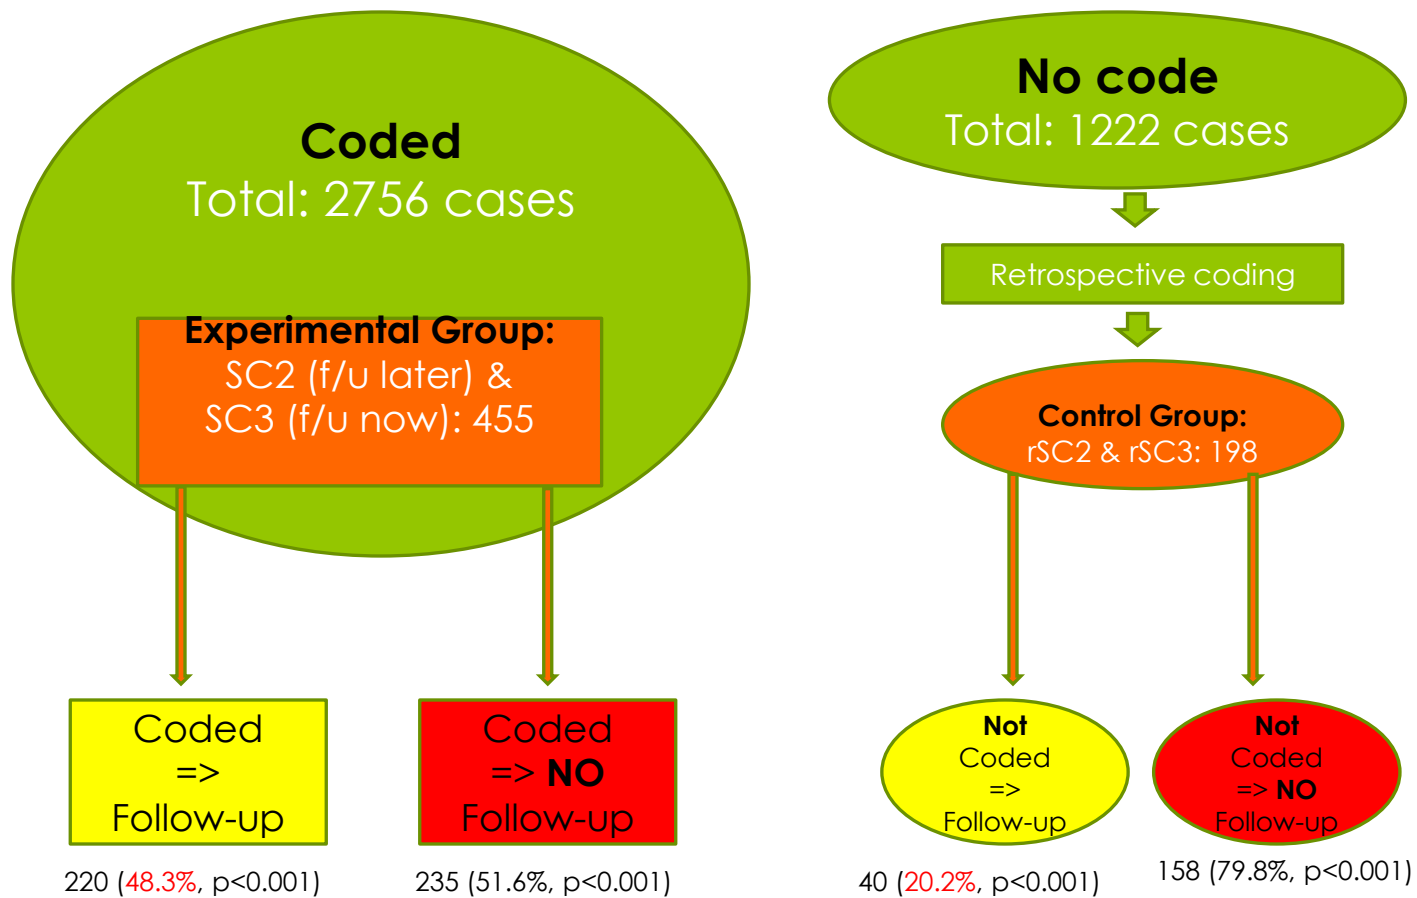 Coded
Total: 2756 cases
Experimental Group:
SC2 (f/u later) &
SC3 (f/u now): 455
Coded
=>
Follow-up
220 (48.3%, p<0.001)
Coded
=> NO
Follow-up
235 (51.6%, p<0.001)
No code
Total: 1222 cases
Retrospective coding
Control Group:
rSC2 & rSC3: 198
Not
Coded
=>
Follow-up
40 (20.2%, p<0.001)
Not
Coded
=> NO
Follow-up
158 (79.8%, p<0.001)